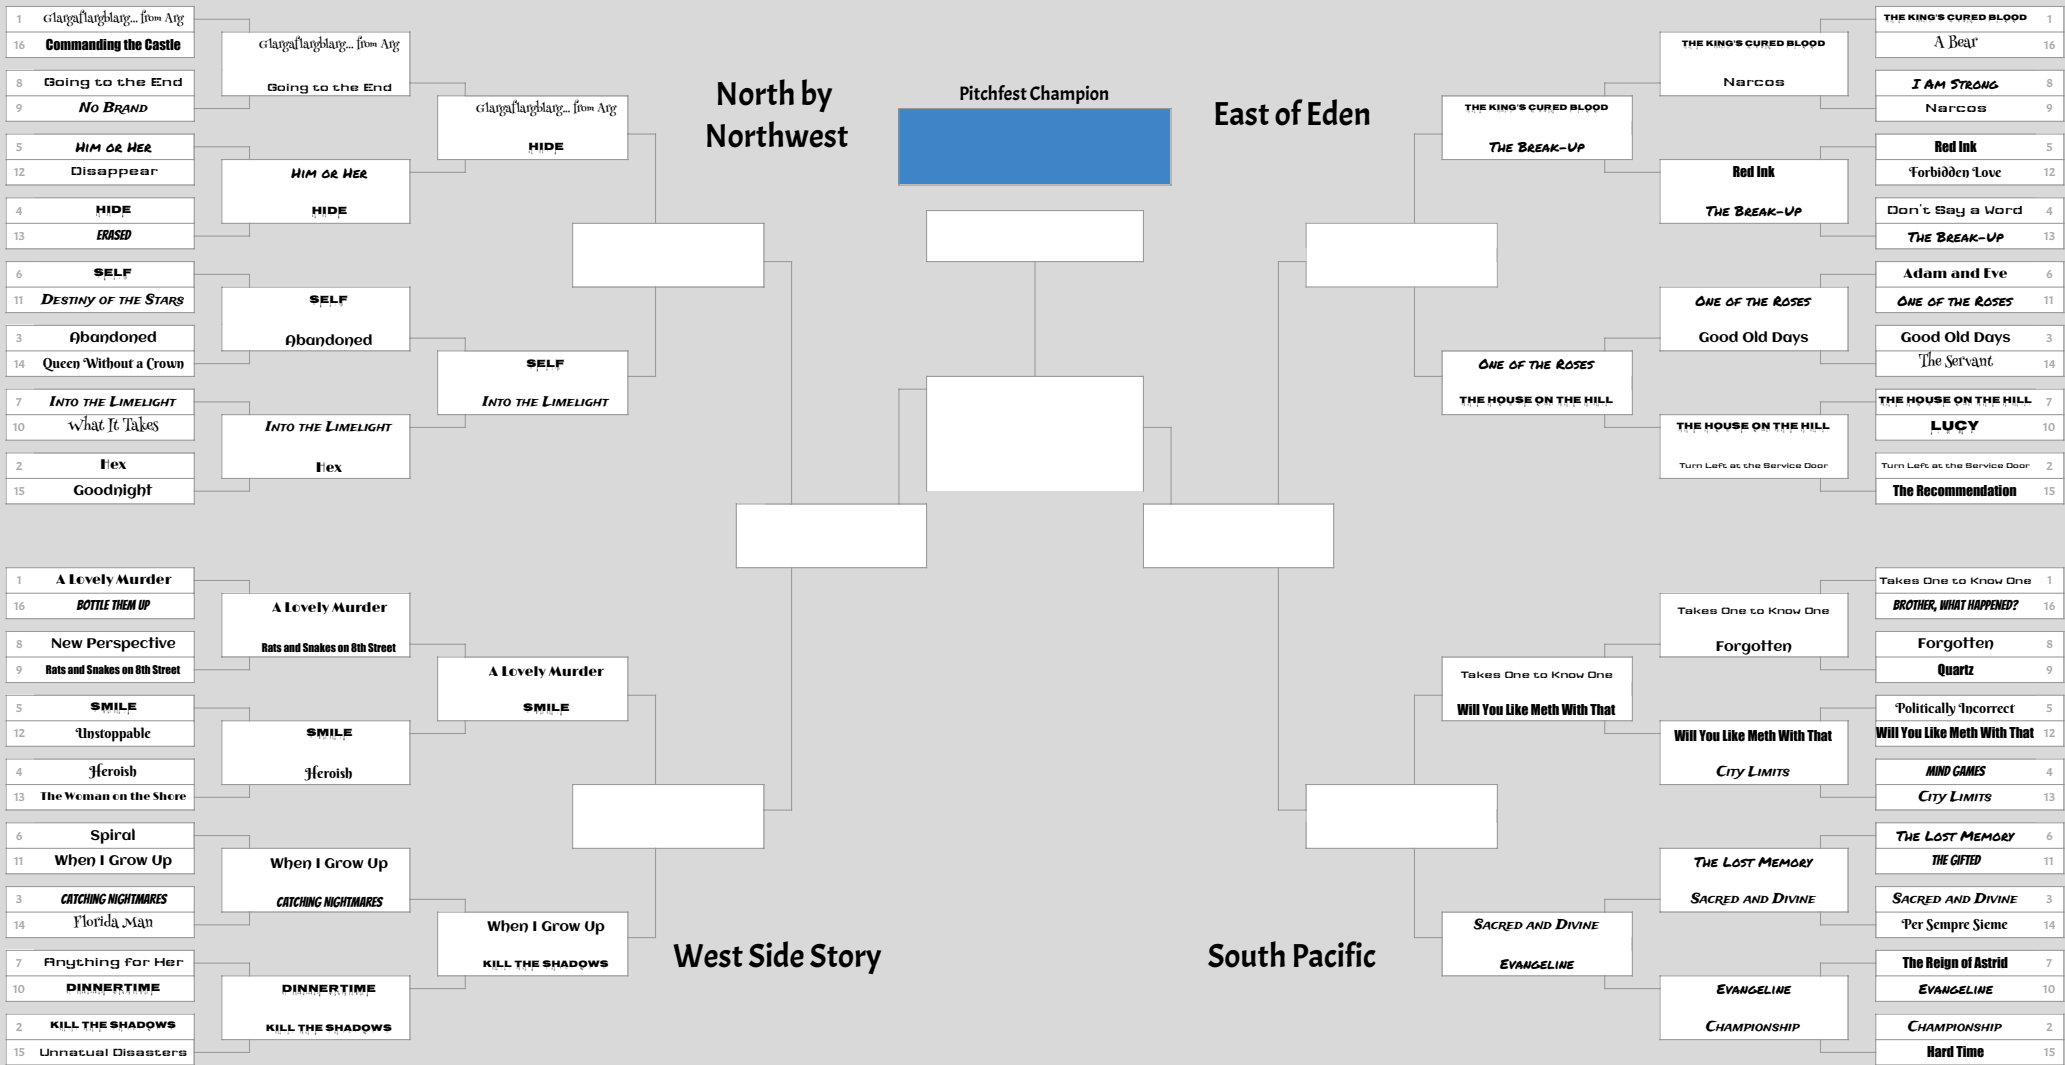 1 Glargaflargblarg... from Arg
16 Commanding the Castle
8 Going to the End
9 No Brand
5 Him or Her
12 Disappear
4 HIDE
13 ERASED
6 SELF
11 Destiny of the Stars
3 Abandoned
14 Queen Without a Crown
7 Into the Limelight
10 What It Takes
2 Hex
15 Goodnight
Glargaflargblarg... from Arg
Going to the End
Him or Her
HIDE
SELF
Abandoned
Into the Limelight
Hex
Glargaflargblarg... from Arg
HIDE
SELF
Into the Limelight
North by
Northwest
Pitchfest Champion
East of Eden
THE KING'S CURED BLOOD
The Break-Up
One of the Roses
THE HOUSE ON THE HILL
THE KING'S CURED BLOOD
Narcos
Red Ink
The Break-Up
One of the Roses
Good Old Days
THE HOUSE ON THE HILL
Turn Left at the Service Door
THE KING'S CURED BLOOD 1
A Bear 16
I Am Strong 8
Narcos 9
Red Ink 5
Forbidden Love 12
Don't Say a Word 4
The Break-Up 13
Adam and Eve 6
One of the Roses 11
Good Old Days 3
The Servant 14
THE HOUSE ON THE HILL 7
LUCY 10
Turn Left at the Service Door 2
The Recommendation 15
1 A Lovely Murder
16 BOTTLE THEM UP
8 New Perspective
9 Rats and Snakes on 8th Street
5 SMILE
12 Unstoppable
4 Heroish
13 The Woman on the Shore
6 Spiral
11 When I Grow Up
3 CATCHING NIGHTMARES
14 Florida Man
7 Anything for Her
10 DINNERTIME
2 KILL THE SHADOWS
15 Unnatual Disasters
A Lovely Murder
Rats and Snakes on 8th Street
SMILE
Heroish
When I Grow Up
CATCHING NIGHTMARES
DINNERTIME
KILL THE SHADOWS
A Lovely Murder
SMILE
When I Grow Up
KILL THE SHADOWS
West Side Story
South Pacific
Takes One to Know One
Will You Like Meth With That
Sacred and Divine
Evangeline
Takes One to Know One
Forgotten
Will You Like Meth With That
City Limits
The Lost Memory
Sacred and Divine
Evangeline
Championship
Takes One to Know One 1
BROTHER, WHAT HAPPENED? 16
Forgotten 8
Quartz 9
Politically Incorrect 5
Will You Like Meth With That 12
MIND GAMES 4
City Limits 13
The Lost Memory 6
THE GIFTED 11
Sacred and Divine 3
Per Sempre Sieme 14
The Reign of Astrid 7
Evangeline 10
Championship 2
Hard Time 15